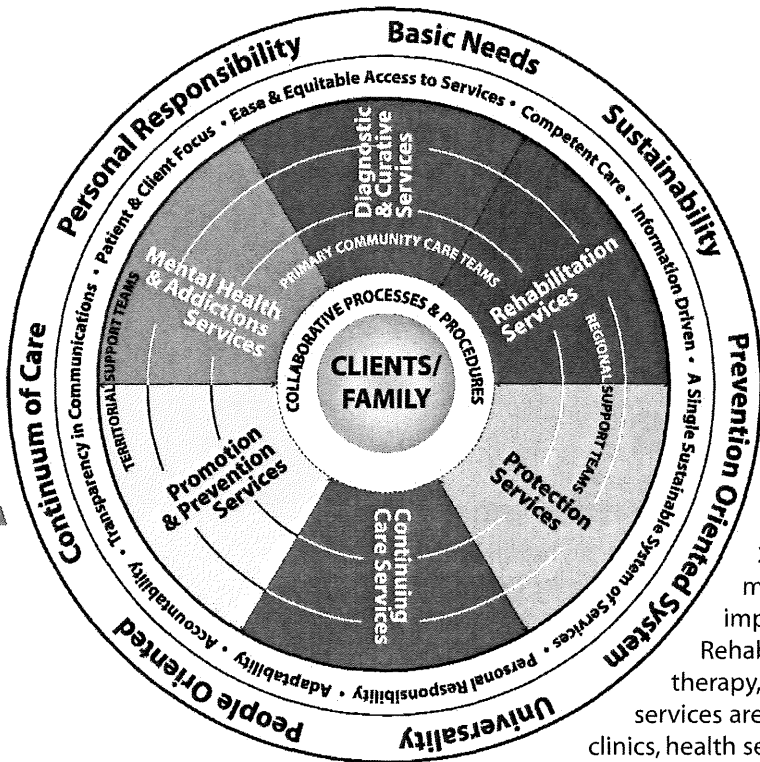 Basic Needs
Sustainability
Prevention Oriented System
Universality
People Oriented
Continuum of Care
Personal Responsibility
Ease & Equitable Access to Services • Competent Care • Information Driven • A Single Sustainable System of Services • Personal Responsibility • Adaptability • Accountability • Transparency in Communications • Patient & Client Focus •
Diagnostic
& Curative
Services
Rehabilitation
Services
Protection
Services
Continuing
Care Services
Promotion
& Prevention
Services
Mental Health
& Addictions
Services
PRIMARY COMMUNITY CARE TEAMS
REGIONAL SUPPORT TEAMS
TERRITORIAL SUPPORT TEAMS
COLLABORATIVE PROCESSES & PROCEDURES
CLIENTS/
FAMILY
m
imp
Rehab
therapy,
services are
clinics, health se